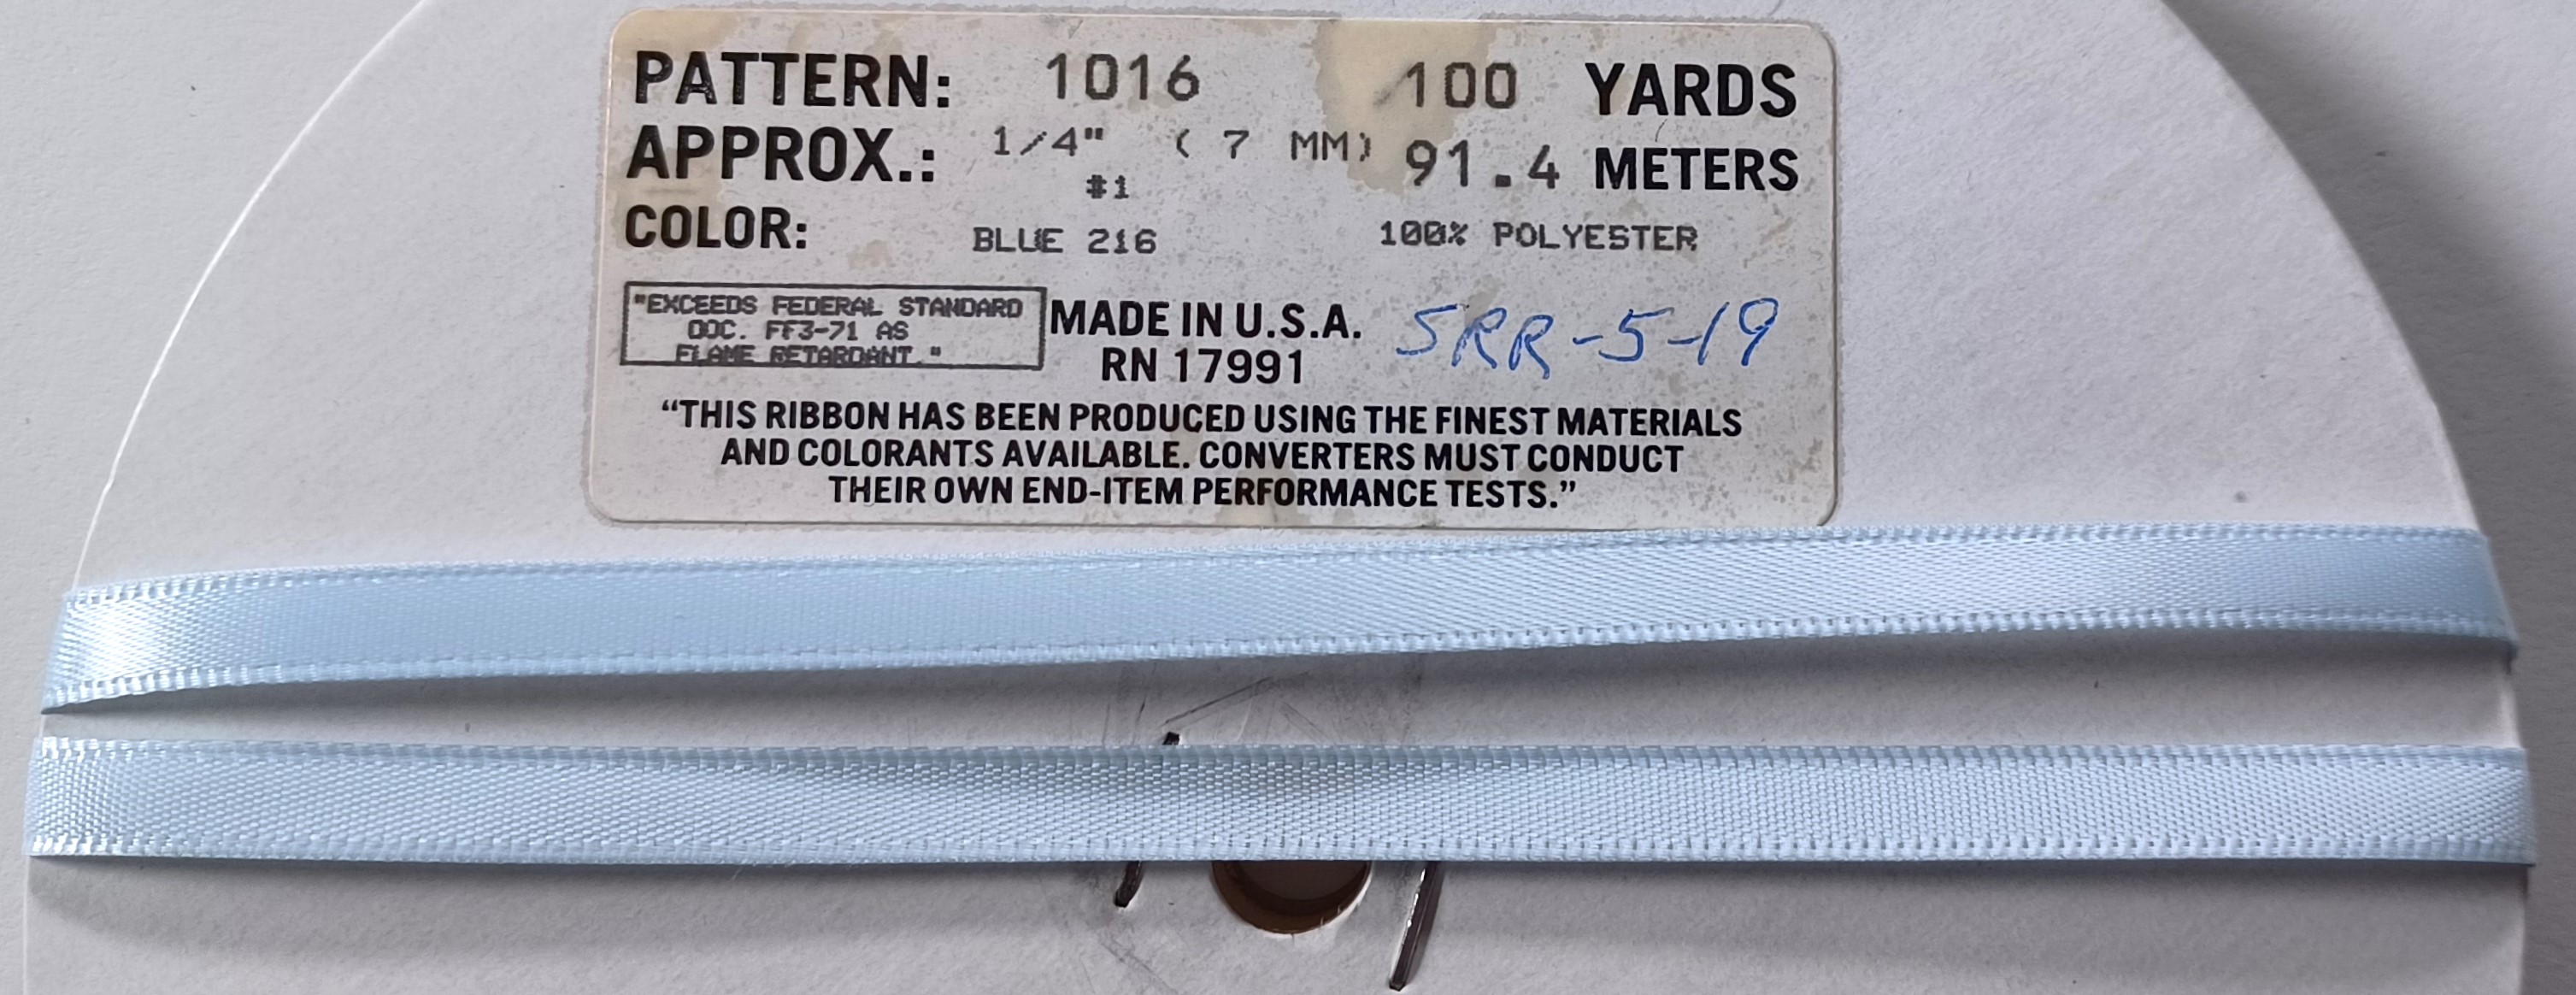 PATTERN: 1016 100 YARDS
APPROX.: 1/4" ( 7 MM) 91.4 METERS
#1
COLOR: BLUE 216 100% POLYESTER
"EXCEEDS FEDERAL STANDARD
DOC. FF3-71 AS
FLAME RETARDANT."
MADE IN U.S.A.
RN 17991
SRR-5-19
“THIS RIBBON HAS BEEN PRODUCED USING THE FINEST MATERIALS
AND COLORANTS AVAILABLE. CONVERTERS MUST CONDUCT
THEIR OWN END-ITEM PERFORMANCE TESTS.”